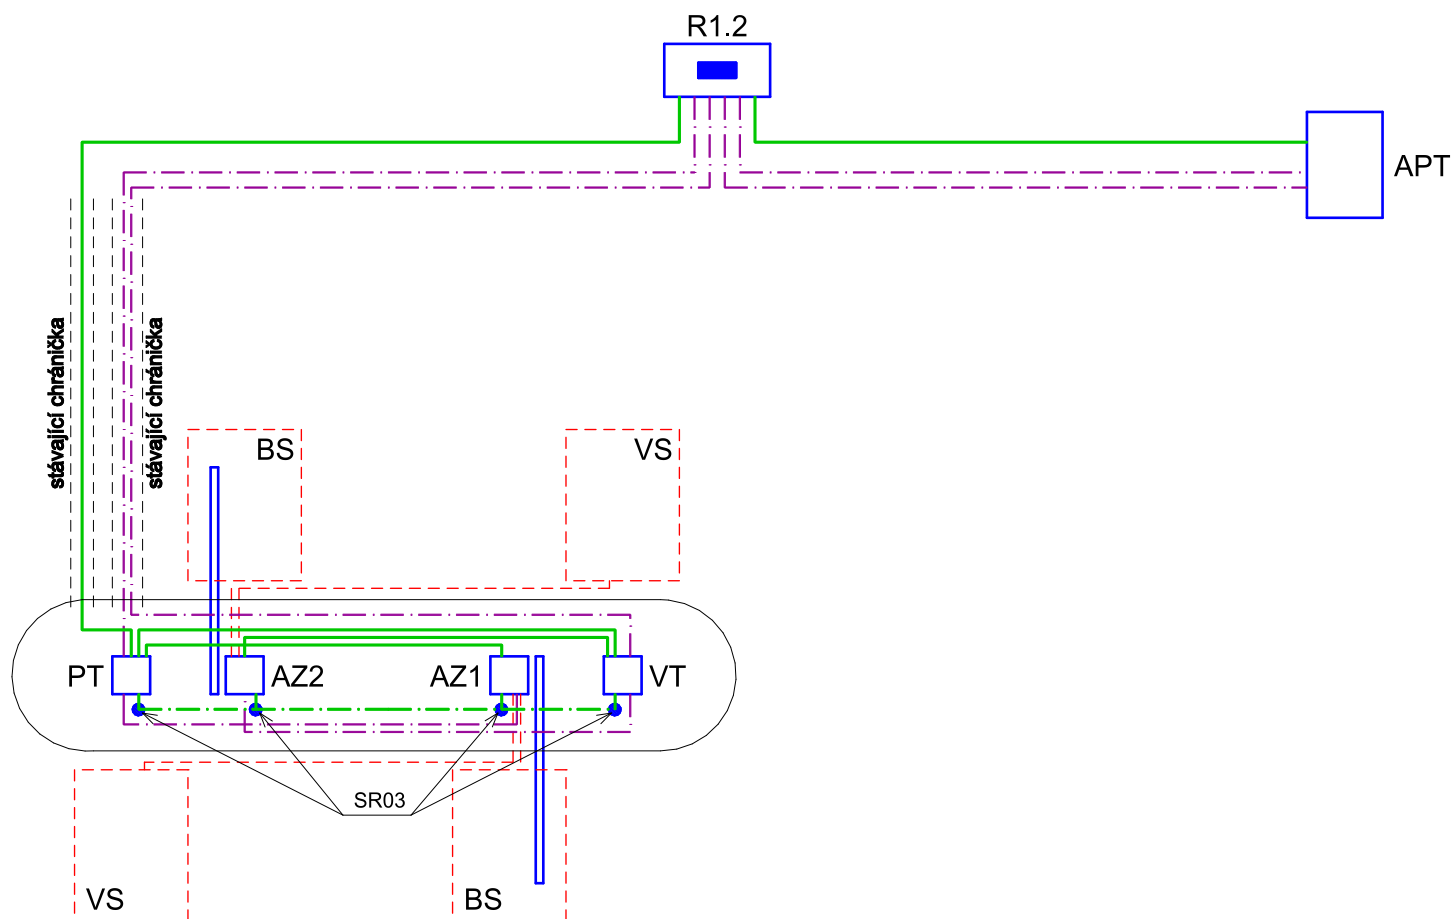 R1.2
APT
stávající chránička
stávající chránička
BS
VS
PT
AZ2
AZ1
VT
SR03
VS
BS